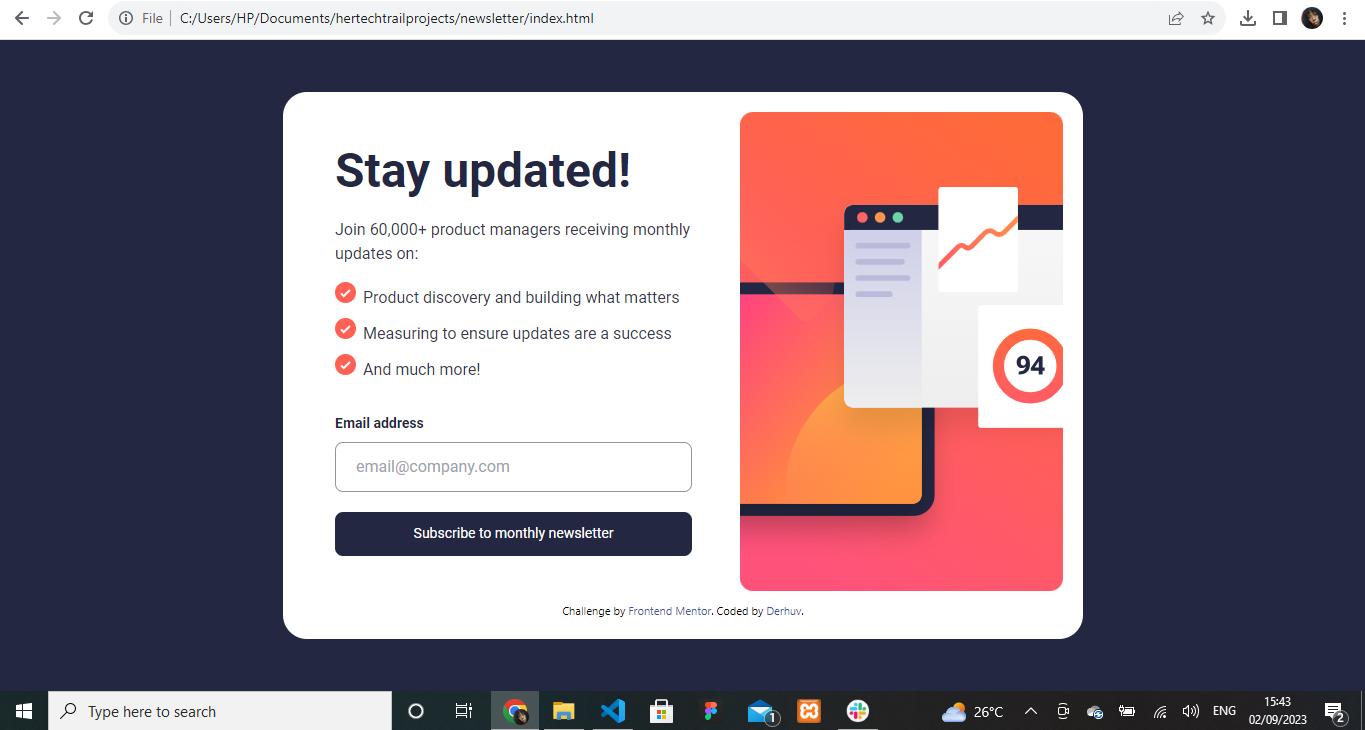 File
C:/Users/HP/Documents/hertechtrailprojects/newsletter/index.html
Stay updated!
Join 60,000+ product managers receiving monthly
updates on:
Product discovery and building what matters
Measuring to ensure updates are a success
And much more!
Email address
email@company.com
Subscribe to monthly newsletter
94
Challenge by Frontend Mentor. Coded by Derhuv.
Type here to search
1
26°C
ENG
15:43
02/09/2023
2